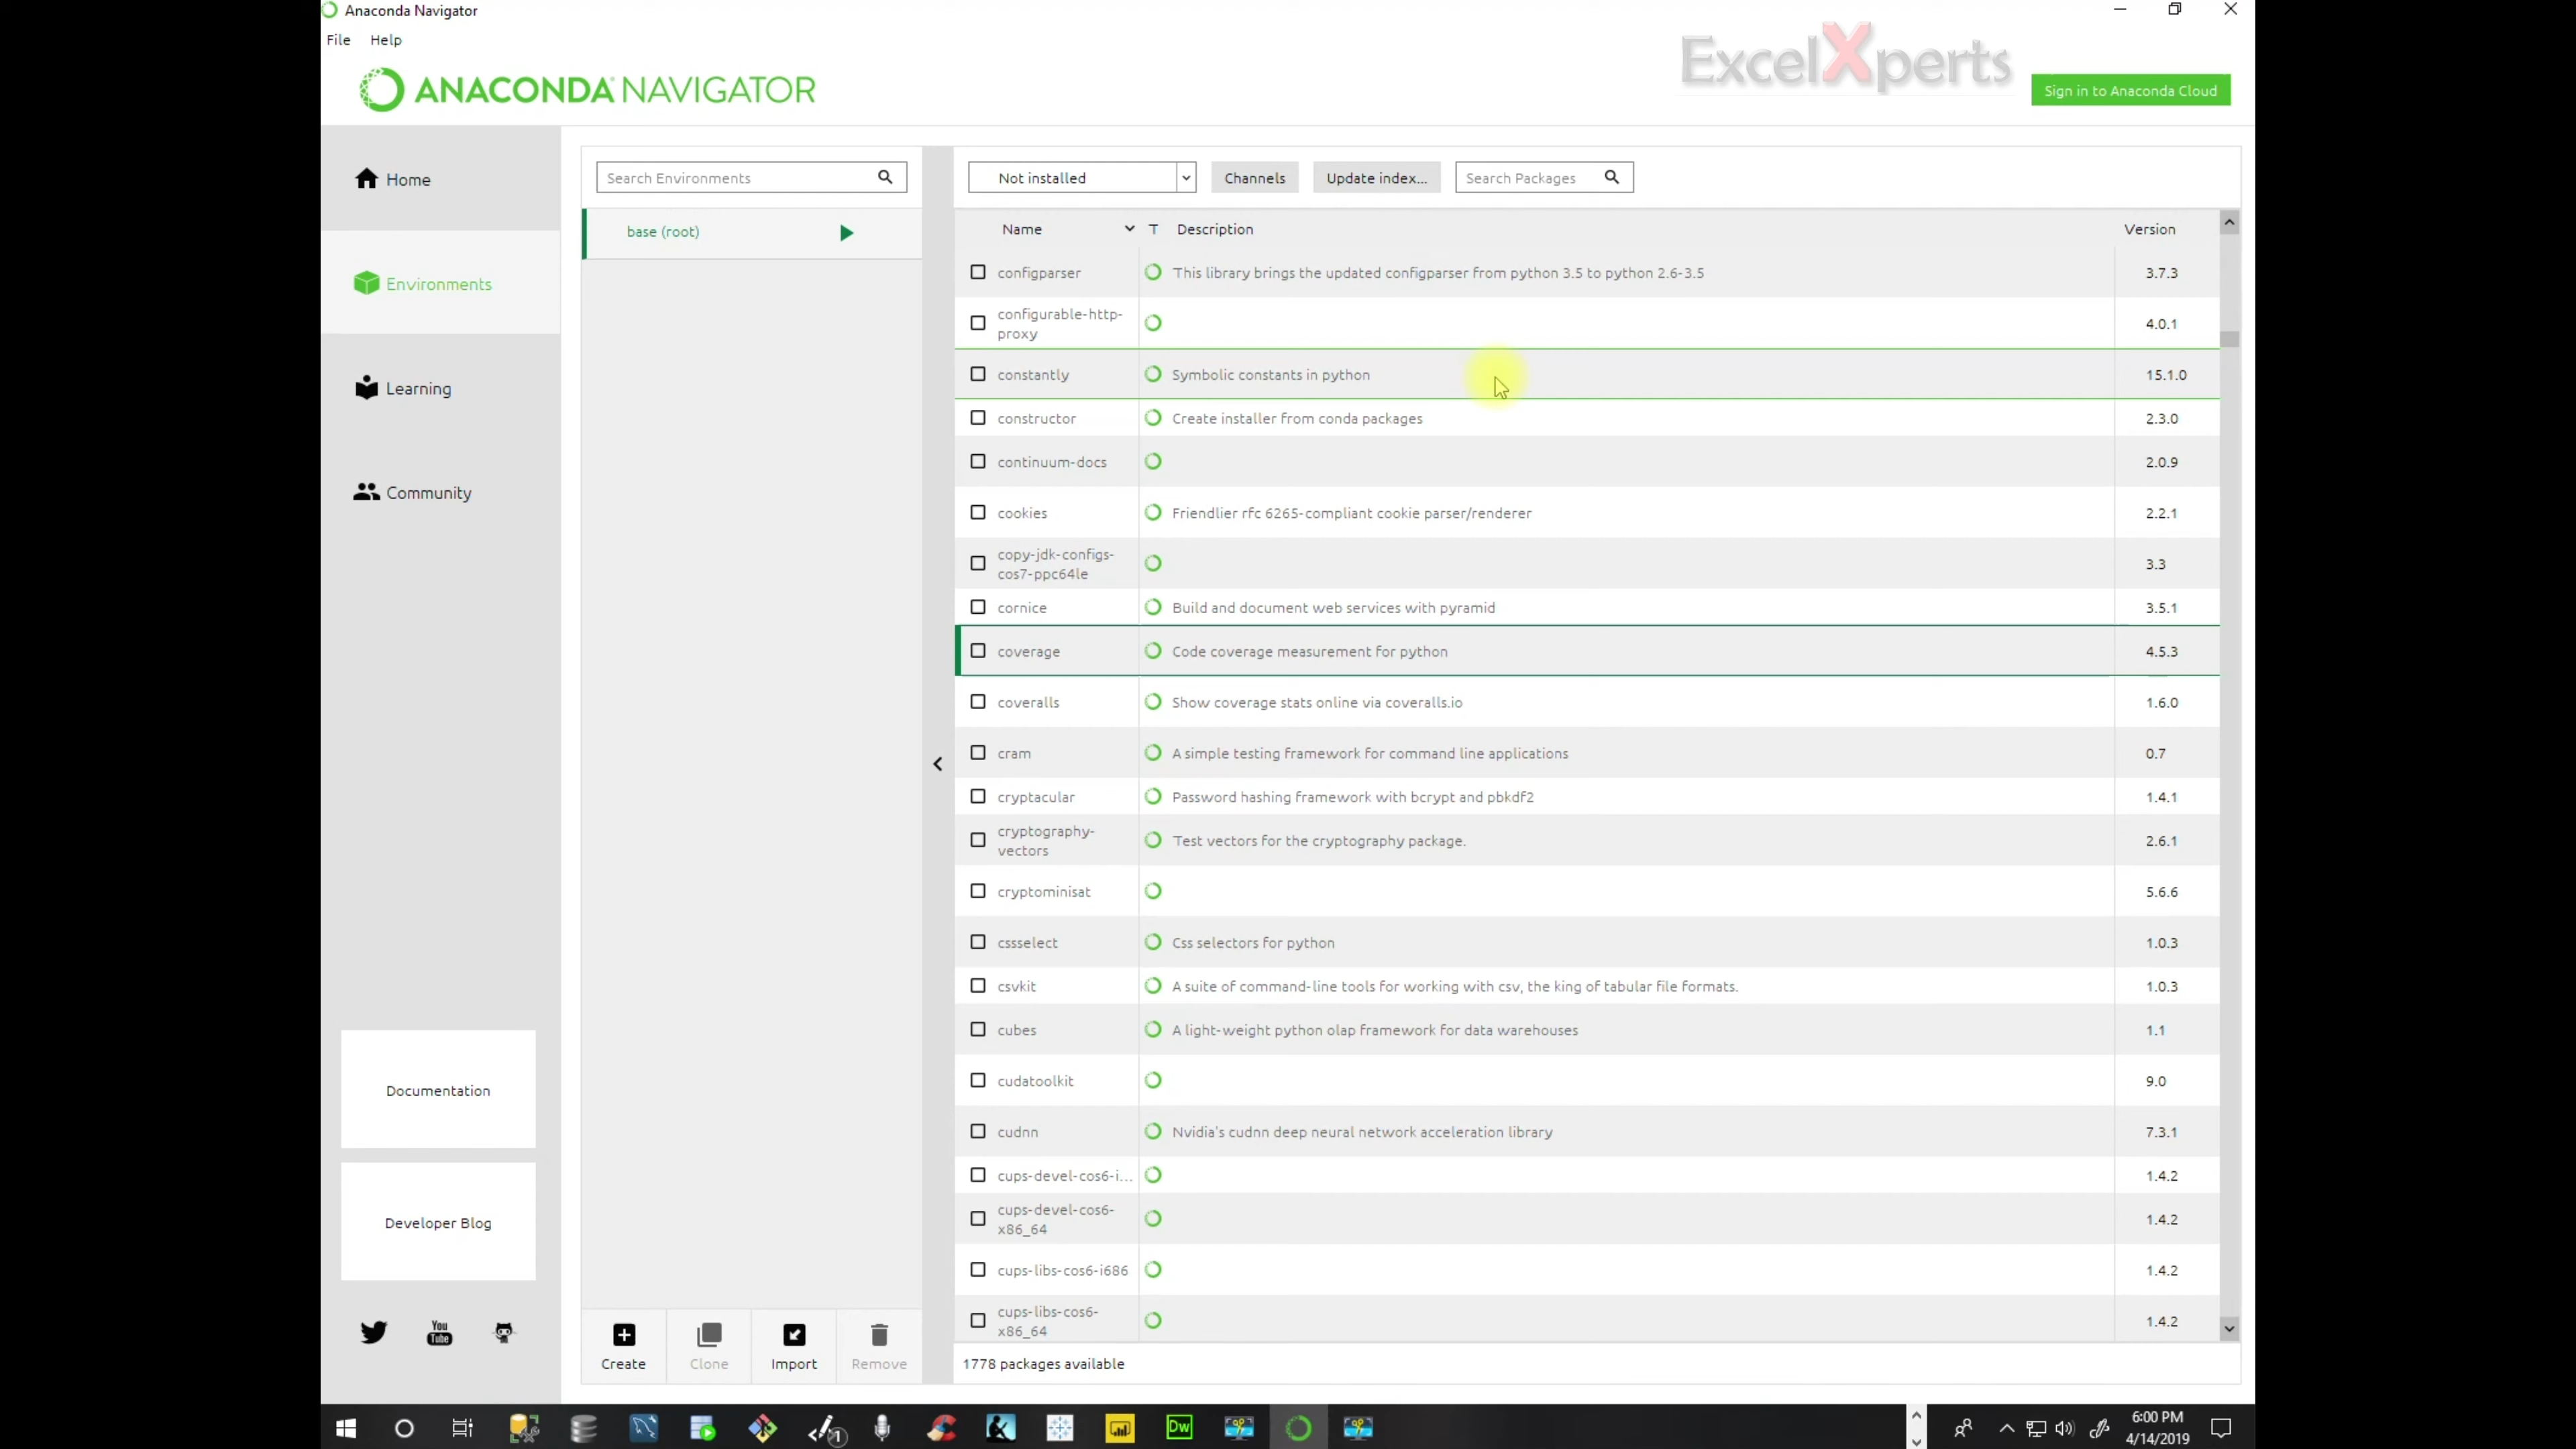 Anaconda Navigator
File Help
ExcelXperts
ANACONDA NAVIGATOR
Sign in to Anaconda Cloud
Home
Environments
Learning
Community
Documentation
Developer Blog
You
Tube
Search Environments
base (root)
Create Clone Import Remove
Not installed Channels Update index... Search Packages
Name T Description Version
configparser This library brings the updated configparser from python 3.5 to python 2.6-3.5 3.7.3
configurable-http-
proxy 4.0.1
constantly Symbolic constants in python 15.1.0
constructor Create installer from conda packages 2.3.0
continuum-docs 2.0.9
cookies Friendlier rfc 6265-compliant cookie parser/renderer 2.2.1
copy-jdk-configs-
cos7-ppc64le 3.3
cornice Build and document web services with pyramid 3.5.1
coverage Code coverage measurement for python 4.5.3
coveralls Show coverage stats online via coveralls.io 1.6.0
cram A simple testing framework for command line applications 0.7
cryptacular Password hashing framework with bcrypt and pbkdf2 1.4.1
cryptography-
vectors Test vectors for the cryptography package. 2.6.1
cryptominisat 5.6.6
cssselect Css selectors for python 1.0.3
csvkit A suite of command-line tools for working with csv, the king of tabular file formats. 1.0.3
cubes A light-weight python olap framework for data warehouses 1.1
cudatoolkit 9.0
cudnn Nvidia's cudnn deep neural network acceleration library 7.3.1
cups-devel-cos6-i... 1.4.2
cups-devel-cos6-
x86_64 1.4.2
cups-libs-cos6-i686 1.4.2
cups-libs-cos6-
x86_64 1.4.2
1778 packages available
1
Dw
6:00 PM
4/14/2019